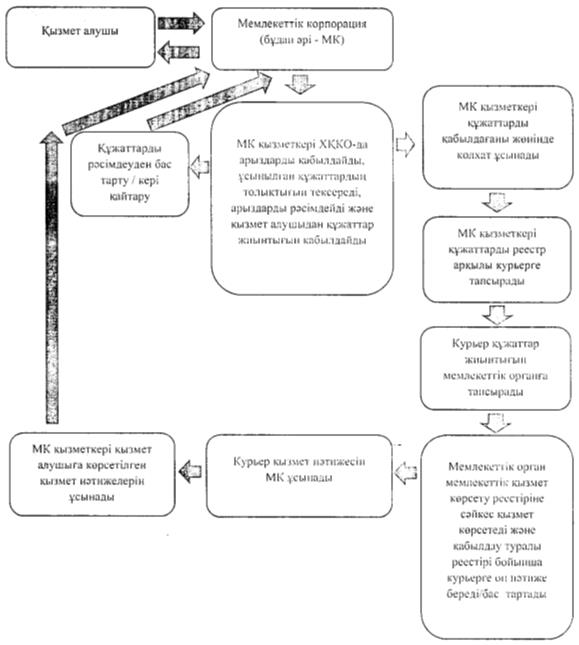 Қызмет алушы
Мемлекеттік корпорация
(бұдан әрі - МК)
Құжаттарды
рәсімдеуден бас
тарту / кері
қайтару
МК қызметкері ХҚКО-да
арыздарды қабылдайды,
ұсынылған құжаттардың
толықтығын тексереді,
арыздарды рәсімдейді және
қызмет алушыдан құжаттар
жиынтығын қабылдайды
МК қызметкері
құжаттарды
қабылдағаны жөнінде
қолхат ұсынады
МК қызметкері
құжаттарды реестр
арқылы курьерге
тапсырады
Курьер құжаттар
жиынтығын
мемлекеттік органға
тапсырады
Мемлекеттік орган
мемлекеттік қызмет
көрсету реестріне
сәйкес қызмет
көрсетеді және
қабылдау туралы
реестірі бойынша
курьерге оң нәтиже
береді/бас тартады
Курьер қызмет нәтижесін
МК ұсынады
МК қызметкері қызмет
алушыға көрсетілген
қызмет нәтижелерін
ұсынады